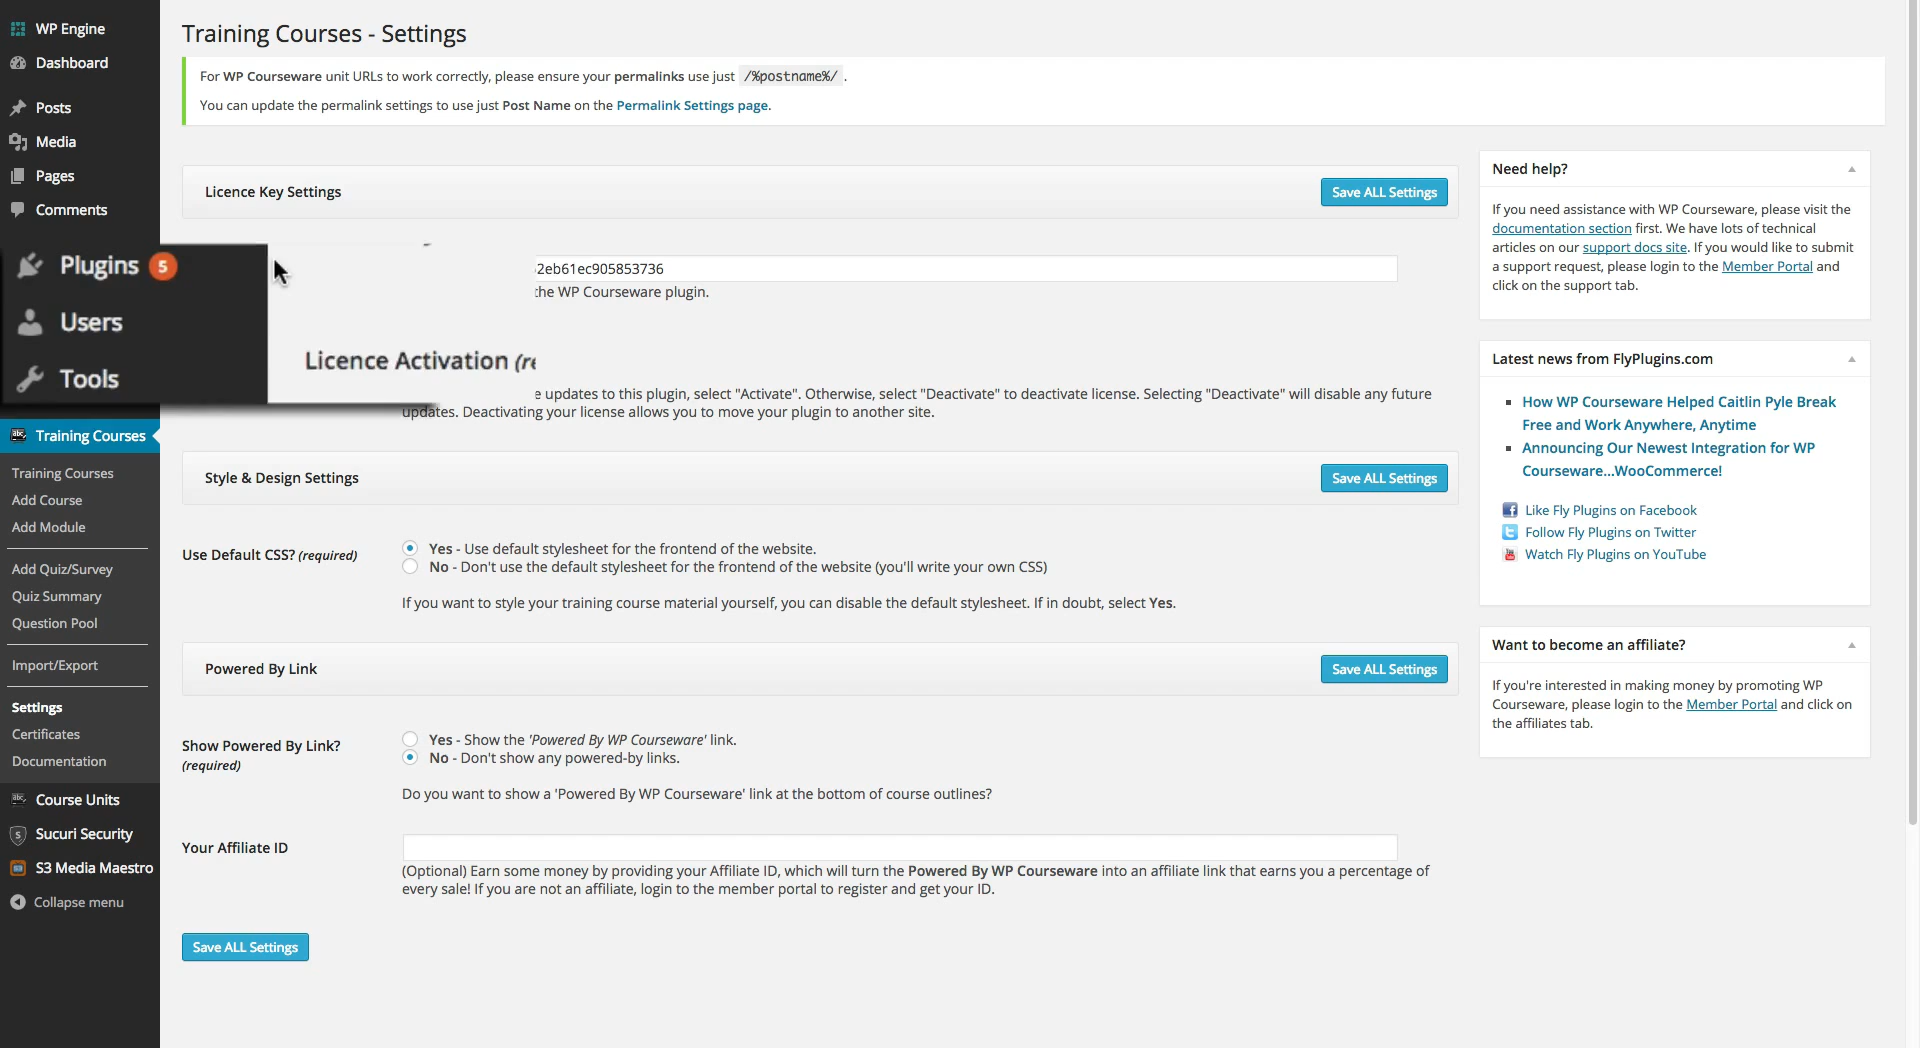 WP Engine
Dashboard
Posts
Media
Pages
Comments
Plugins 5
Users
Tools
Training Courses
Training Courses
Add Course
Add Module
Add Quiz/Survey
Quiz Summary
Question Pool
Import/Export
Settings
Certificates
Documentation
Course Units
Sucuri Security
S3 Media Maestro
Collapse menu
Training Courses - Settings
For WP Courseware unit URLs to work correctly, please ensure your permalinks use just /%postname%/ .
You can update the permalink settings to use just Post Name on the Permalink Settings page.
Licence Key Settings
Save ALL Settings
2eb61ec905853736
the WP Courseware plugin.
Licence Activation (re
e updates to this plugin, select "Activate". Otherwise, select "Deactivate" to deactivate license. Selecting "Deactivate" will disable any future
updates. Deactivating your license allows you to move your plugin to another site.
Style & Design Settings
Save ALL Settings
Use Default CSS? (required)
Yes - Use default stylesheet for the frontend of the website.
No - Don't use the default stylesheet for the frontend of the website (you'll write your own CSS)
If you want to style your training course material yourself, you can disable the default stylesheet. If in doubt, select Yes.
Powered By Link
Save ALL Settings
Show Powered By Link?
(required)
Yes - Show the 'Powered By WP Courseware' link.
No - Don't show any powered-by links.
Do you want to show a 'Powered By WP Courseware' link at the bottom of course outlines?
Your Affiliate ID
(Optional) Earn some money by providing your Affiliate ID, which will turn the Powered By WP Courseware into an affiliate link that earns you a percentage of
every sale! If you are not an affiliate, login to the member portal to register and get your ID.
Save ALL Settings
Need help?
If you need assistance with WP Courseware, please visit the
documentation section first. We have lots of technical
articles on our support docs site. If you would like to submit
a support request, please login to the Member Portal and
click on the support tab.
Latest news from FlyPlugins.com
How WP Courseware Helped Caitlin Pyle Break
Free and Work Anywhere, Anytime
Announcing Our Newest Integration for WP
Courseware...WooCommerce!
Like Fly Plugins on Facebook
Follow Fly Plugins on Twitter
Watch Fly Plugins on YouTube
Want to become an affiliate?
If you're interested in making money by promoting WP
Courseware, please login to the Member Portal and click on
the affiliates tab.